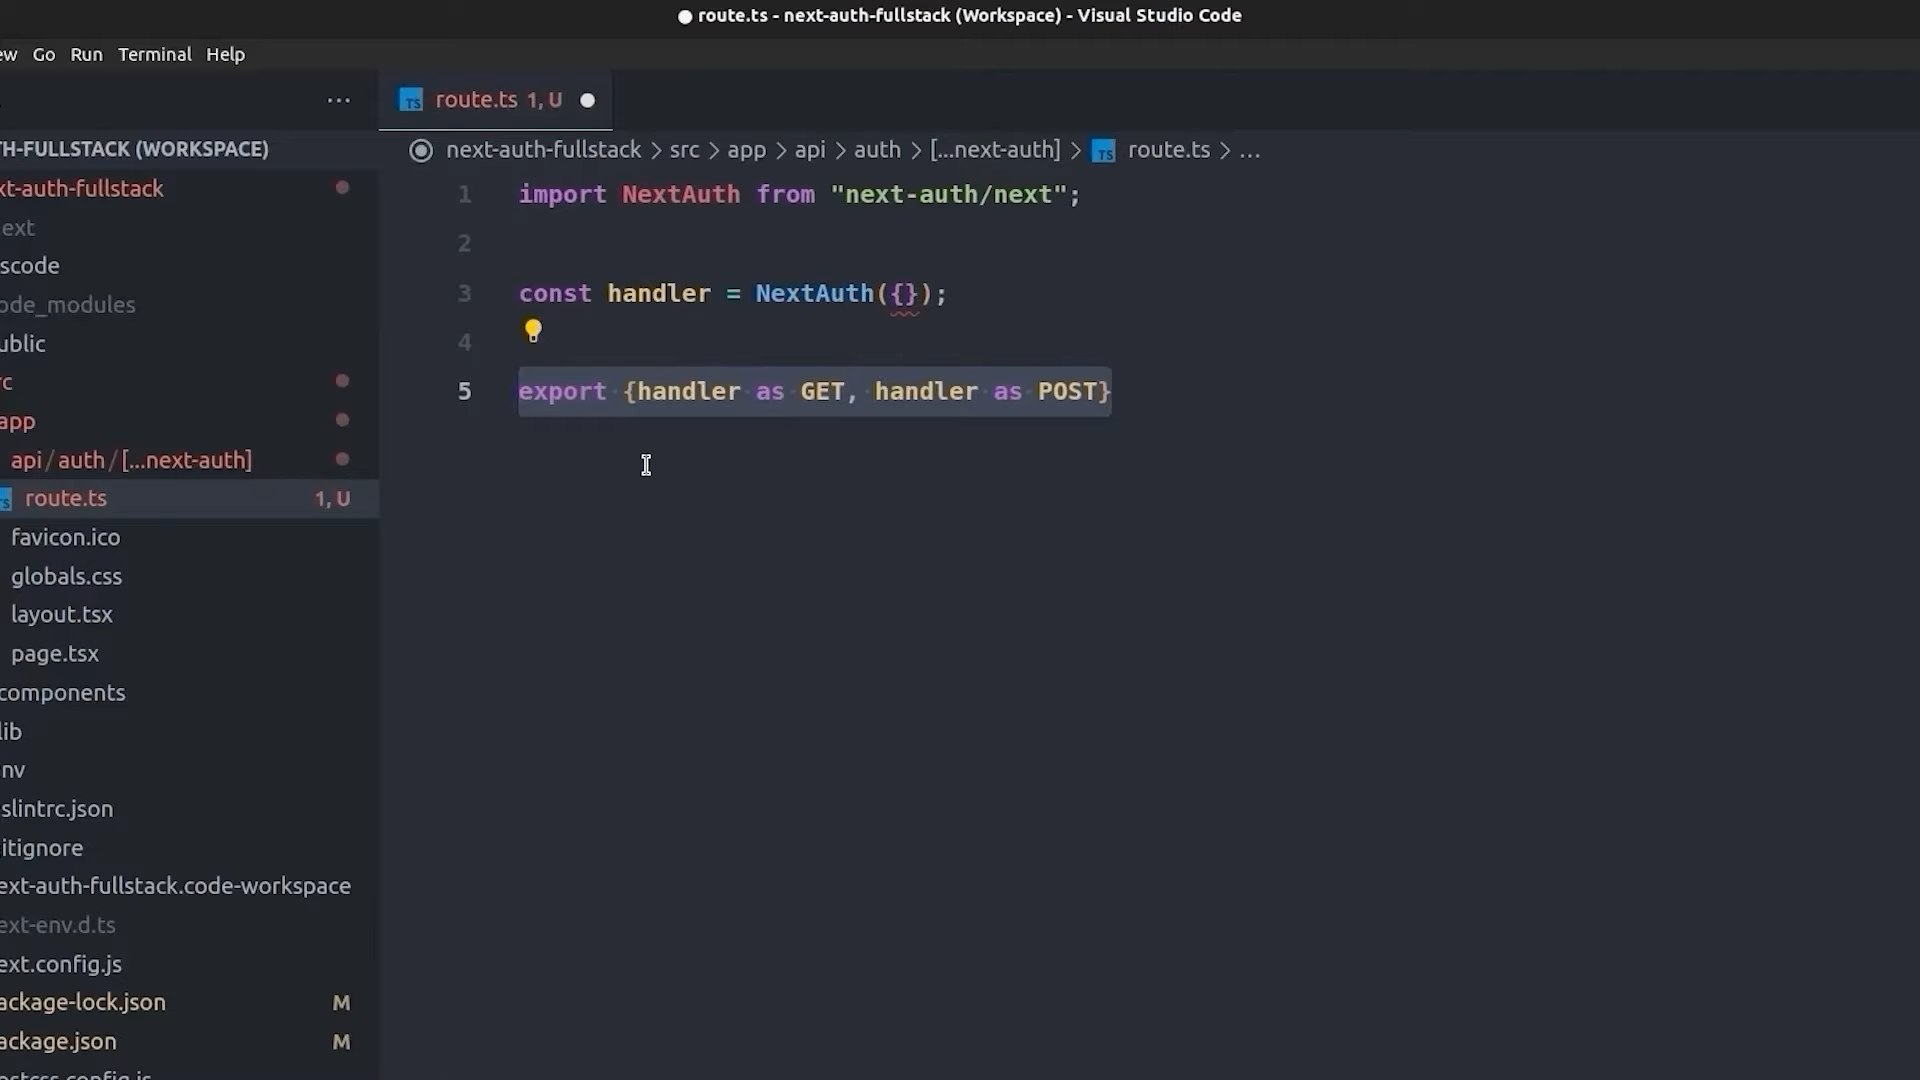 route.ts - next-auth-fullstack (Workspace) - Visual Studio Code
ew Go Run Terminal Help
...
route.ts 1, U
TH-FULLSTACK (WORKSPACE)
next-auth-fullstack > src > app > api > auth > [...next-auth] > TS route.ts > ...
xt-auth-fullstack
ext
scode
ode_modules
ublic
rc
app
api / auth / [...next-auth]
route.ts 1, U
favicon.ico
globals.css
layout.tsx
page.tsx
components
lib
nv
slintrc.json
itignore
ext-auth-fullstack.code-workspace
ext-env.d.ts
ext.config.js
ackage-lock.json M
ackage.json M
ostcss.config.js
1 import NextAuth from "next-auth/next";
2
3 const handler = NextAuth({});
4
5 export {handler as GET, handler as POST}